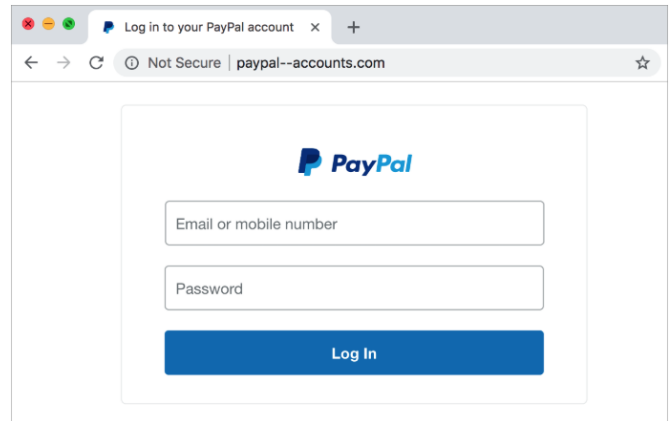 Log in to your PayPal account
Not Secure | paypal--accounts.com
PayPal
Email or mobile number
Password
Log In